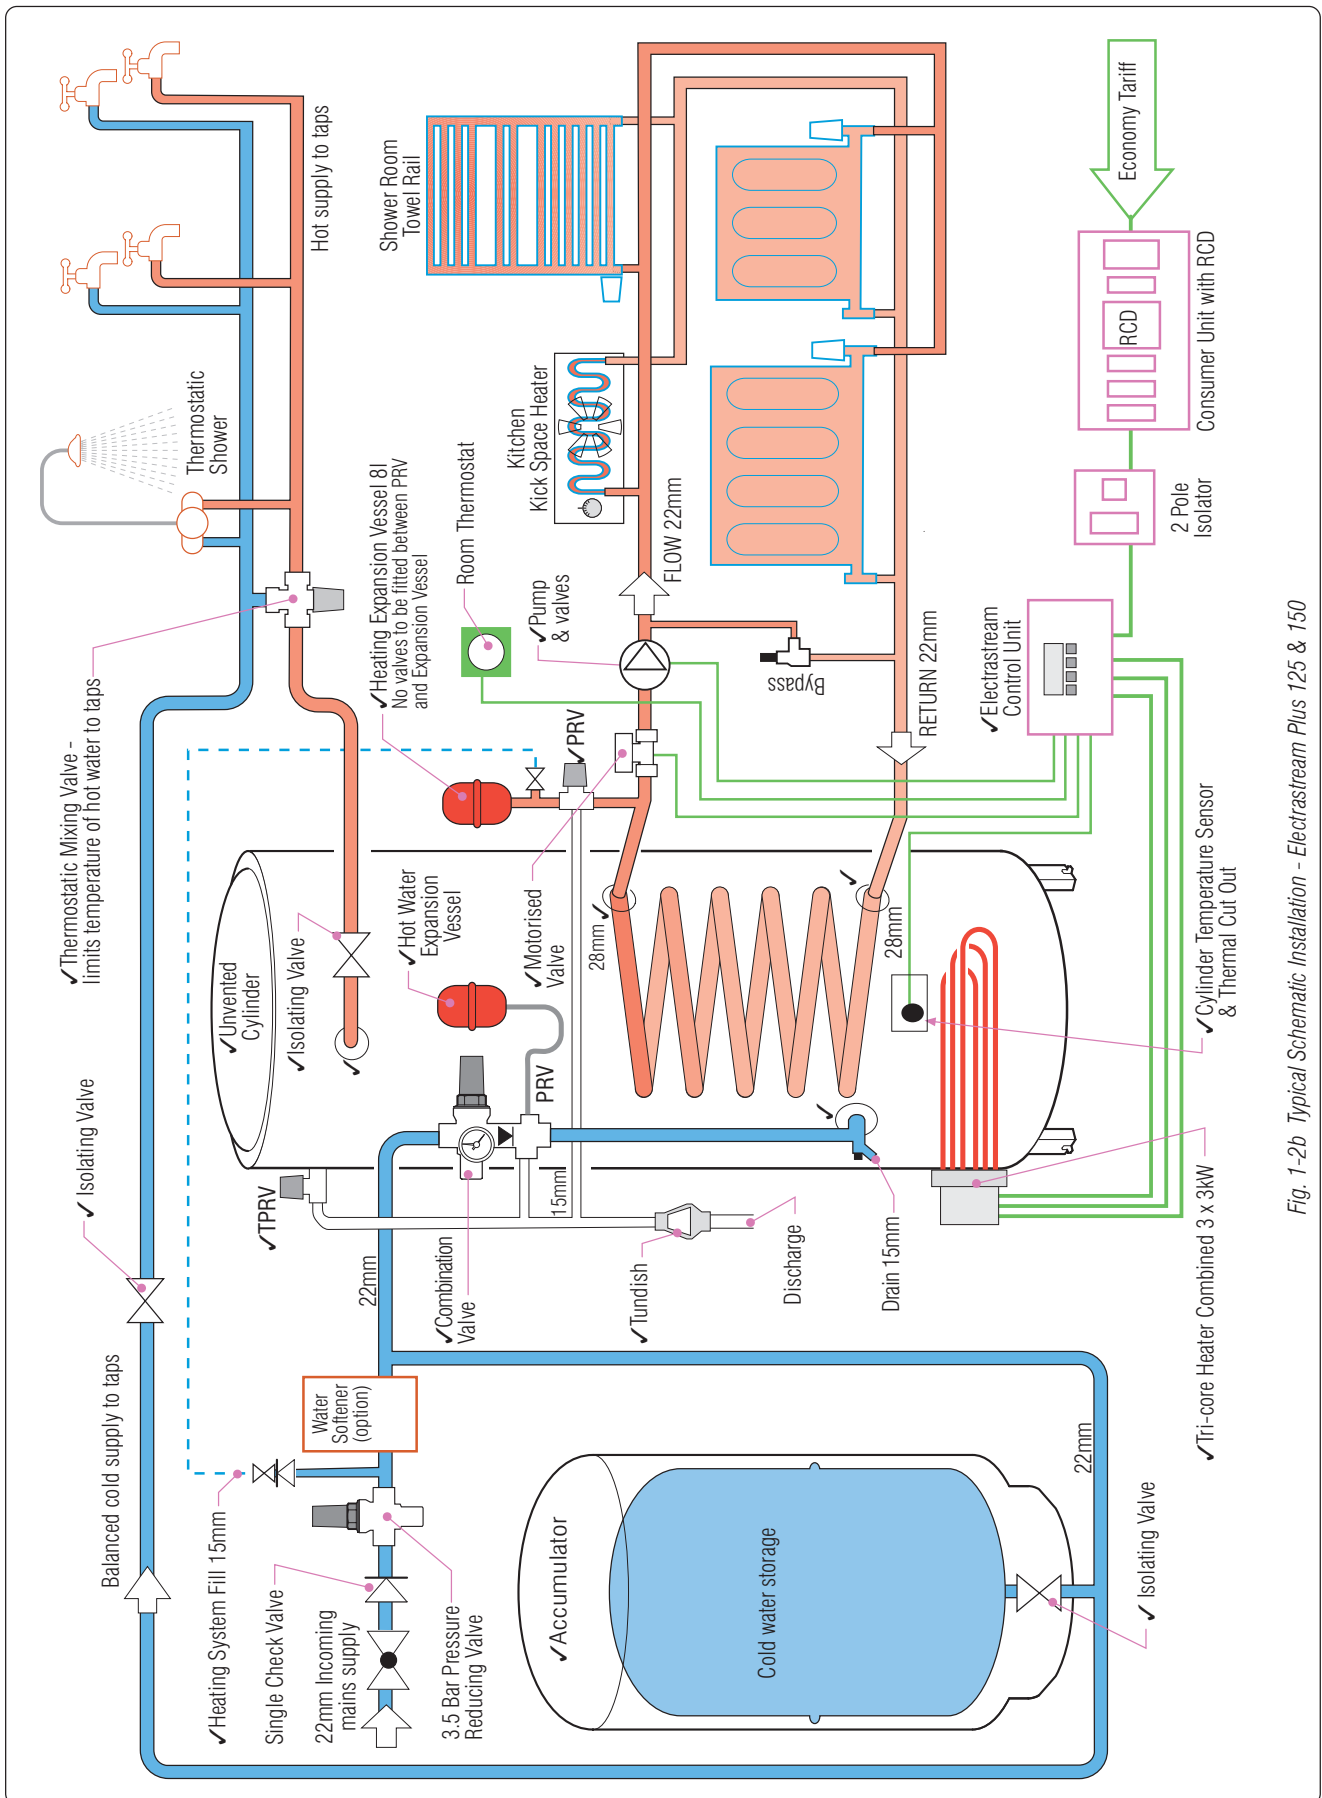 Hot supply to taps
Thermostatic
Shower
✓Thermostatic Mixing Valve -
limits temperature of hot water to taps
✓ Isolating Valve
Balanced cold supply to taps
✓Unvented
Cylinder
✓Isolating Valve
✓TPRV
22mm
Water
Softener
(option)
✓Heating System Fill 15mm
Single Check Valve
22mm Incoming
mains supply
3.5 Bar Pressure
Reducing Valve
✓Heating Expansion Vessel 8l
No valves to be fitted between PRV
and Expansion Vessel
✓Hot Water
Expansion
Vessel
PRV
✓Combination
Valve
15mm
✓PRV
✓Motorised
Valve
Room Thermostat
✓Pump
& valves
Shower Room
Towel Rail
Kitchen
Kick Space Heater
FLOW 22mm
Bypass
RETURN 22mm
28mm
28mm
✓Tundish
Discharge
Drain 15mm
✓Accumulator
Cold water storage
22mm
✓ Isolating Valve
Economy Tariff
RCD
Consumer Unit with RCD
2 Pole
Isolator
✓Electrastream
Control Unit
✓Cylinder Temperature Sensor
& Thermal Cut Out
✓Tri-core Heater Combined 3 x 3kW
Fig. 1-2b Typical Schematic Installation - Electrastream Plus 125 & 150